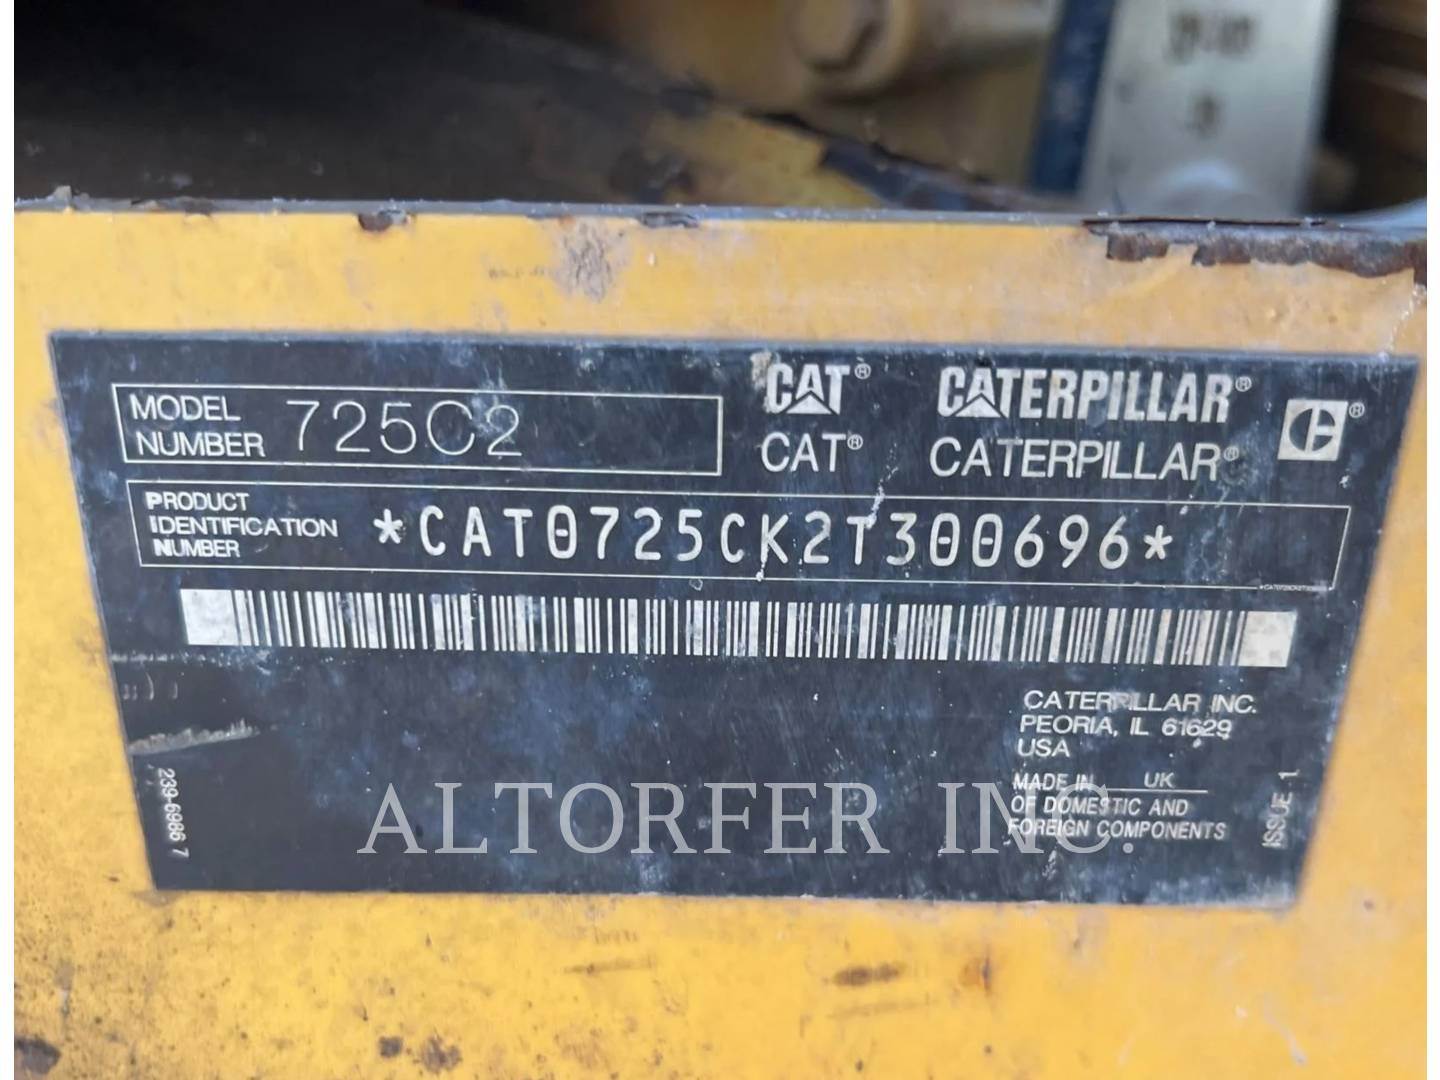 MODEL
NUMBER 725C2
CAT® CATERPILLAR®
CAT® CATERPILLAR®
C®
PRODUCT
IDENTIFICATION
NUMBER
*CAT0725CK2T300696*
CATERPILLAR INC.
PEORIA, IL 61629
USA
MADE IN UK
OF DOMESTIC AND
FOREIGN COMPONENTS
ISSUE 1
239-6986 7
ALTORFER INC.